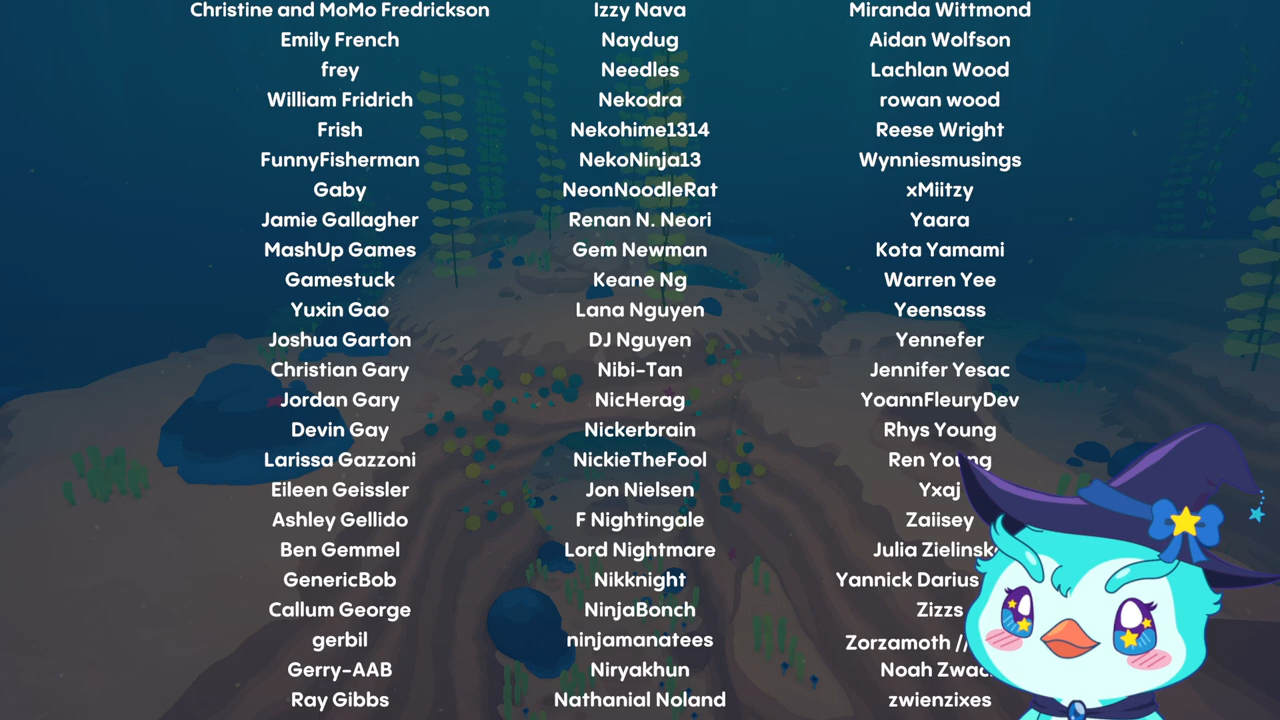 Christine and MoMo Fredrickson
Emily French
frey
William Fridrich
Frish
FunnyFisherman
Gaby
Jamie Gallagher
MashUp Games
Gamestuck
Yuxin Gao
Joshua Garton
Christian Gary
Jordan Gary
Devin Gay
Larissa Gazzoni
Eileen Geissler
Ashley Gellido
Ben Gemmel
GenericBob
Callum George
gerbil
Gerry-AAB
Ray Gibbs
Izzy Nava
Naydug
Needles
Nekodra
Nekohime1314
NekoNinja13
NeonNoodleRat
Renan N. Neori
Gem Newman
Keane Ng
Lana Nguyen
DJ Nguyen
Nibi-Tan
NicHerag
Nickerbrain
NickieTheFool
Jon Nielsen
F Nightingale
Lord Nightmare
Nikknight
NinjaBonch
ninjamanatees
Niryakhun
Nathanial Noland
Miranda Wittmond
Aidan Wolfson
Lachlan Wood
rowan wood
Reese Wright
Wynniesmusings
xMiitzy
Yaara
Kota Yamami
Warren Yee
Yeensass
Yennefer
Jennifer Yesac
YoannFleuryDev
Rhys Young
Ren Young
Yxaj
Zaiisey
Julia
Yannick Darius
Zizzs
Zorzamoth //
Noah
zwienzixes